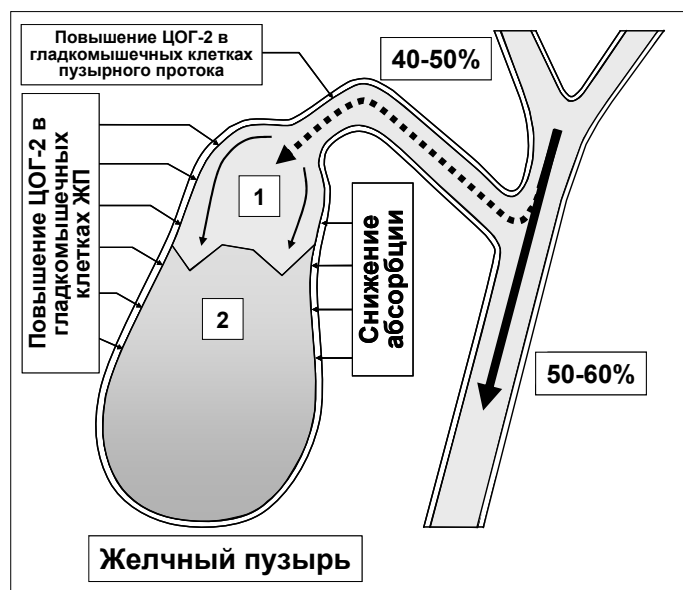 Повышение ЦОГ-2 в
гладкомышечных клетках
пузырного протока
40-50%
Повышение ЦОГ-2 в
гладкомышечных
клетках ЖП
1
2
Снижение
абсорбции
50-60%
Желчный пузырь